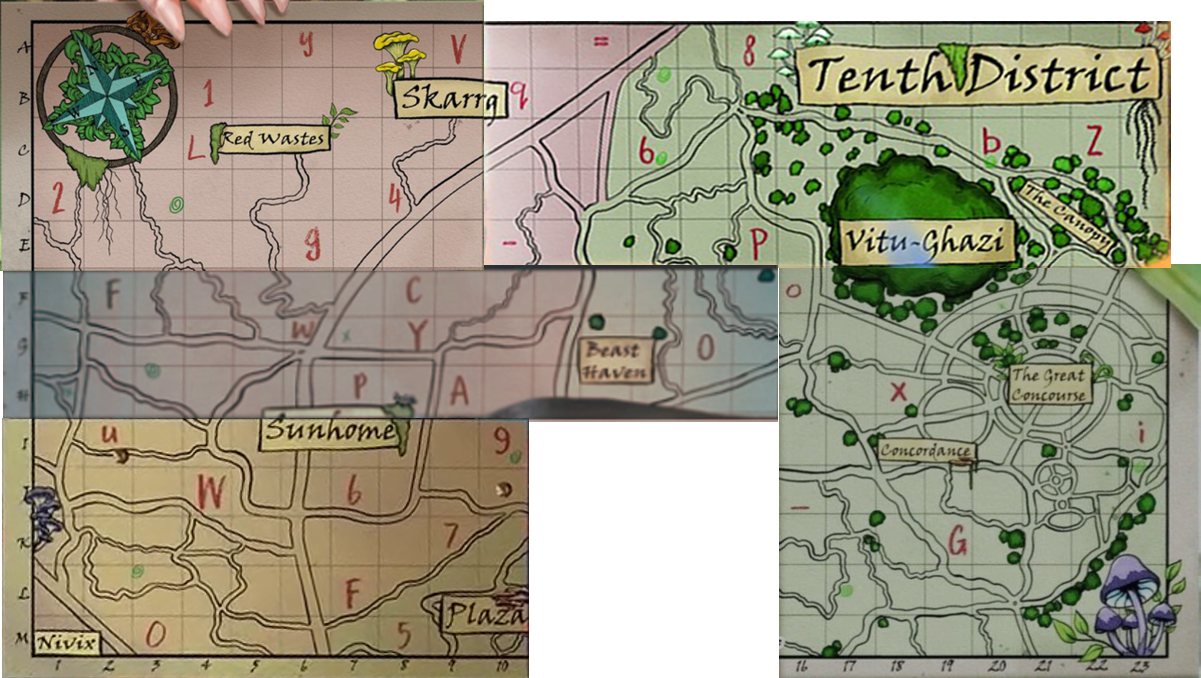 A y V = 8 Tenth District
B 1 Skarrg q
C L Red Wastes 6 b Z
D 2 4 The Canopy
E g - P Vitu-Ghazi
F F C o
G W x Y Beast Haven O
H P A X The Great Concourse
I u Sunhome 9 Concordance i
J W 6 -
K 7 G
L F Plaza
M Nivix O 5
1 2 3 4 5 6 7 8 9 10 16 17 18 19 20 21 22 23